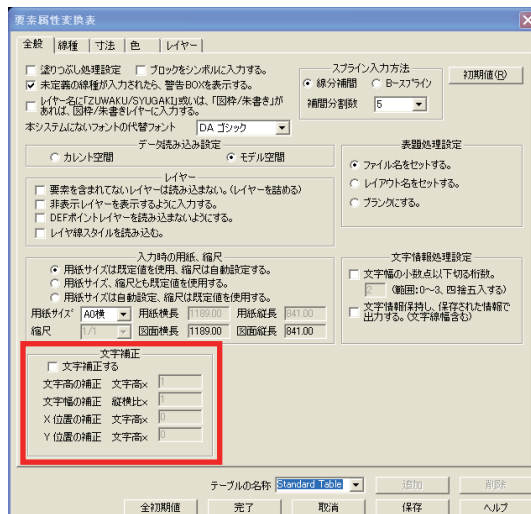 要素属性変換表
全般 線種 寸法 色 レイヤー
塗りつぶし処理設定 ブロックをシンボルに入力する。
未定義の線種が入力されたら、警告BOXを表示する。
レイヤー名に「ZUWAKU/SYUGAKI」或いは、「図枠/朱書き」が
あれば、図枠/朱書きレイヤーに入力する。
本システムにないフォントの代替フォント DA ゴシック
スプライン入力方法
線分補間 B-スプライン
補間分割数 5
初期値(R)
データ読み込み設定
カレント空間 モデル空間
レイヤー
要素を含まれてないレイヤーは読み込まない。(レイヤーを詰める)
非表示レイヤーを表示するように入力する。
DEFポイントレイヤーを読み込まないようにする。
レイヤ線スタイルを読み込む。
表題処理設定
ファイル名をセットする。
レイアウト名をセットする。
ブランクにする。
入力時の用紙、縮尺
用紙サイズは既定値を使用、縮尺は自動設定する。
用紙サイズ、縮尺とも既定値を使用する。
用紙サイズは自動設定、縮尺は既定値を使用する。
用紙サイズ A0横 用紙横長 1189.00 用紙縦長 841.00
縮尺 1/1 図面横長 1189.00 図面縦長 841.00
文字情報処理設定
文字幅の小数点以下切る桁数。
2 (範囲:0~3、四捨五入する)
文字情報保持し、保存された情報で
出力する。(文字線幅含む)
文字補正
文字補正する
文字高の補正 文字高× 1
文字幅の補正 縦横比× 1
X 位置の補正 文字高× 0
Y 位置の補正 文字高× 0
テーブルの名称 Standard Table 追加 削除
全初期値 完了 取消 保存 ヘルプ